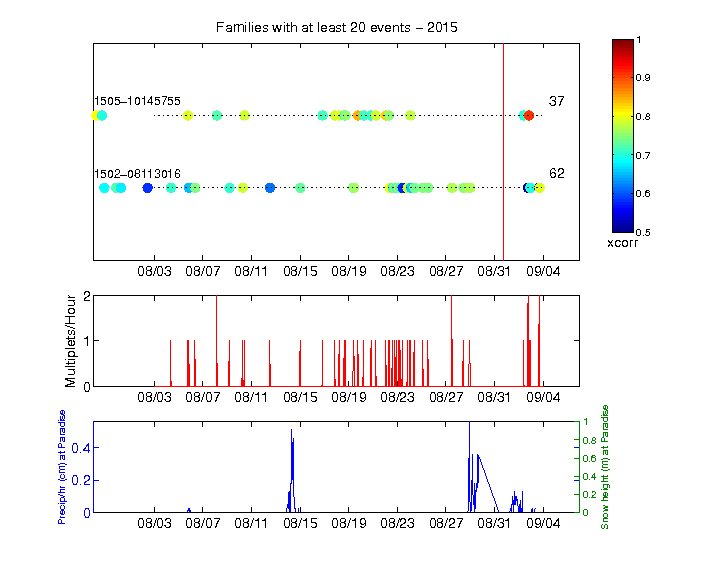 Families with at least 20 events − 2015
1505−10145755
37
1502−08113016
62
08/03 08/07 08/11 08/15 08/19 08/23 08/27 08/31 09/04
1
0.9
0.8
0.7
0.6
0.5
xcorr
Multiplets/Hour
2
1
0
08/03 08/07 08/11 08/15 08/19 08/23 08/27 08/31 09/04
Precip/hr (cm) at Paradise
0.4
0.2
0
1
0.8
0.6
0.4
0.2
0
Snow height (m) at Paradise
08/03 08/07 08/11 08/15 08/19 08/23 08/27 08/31 09/04